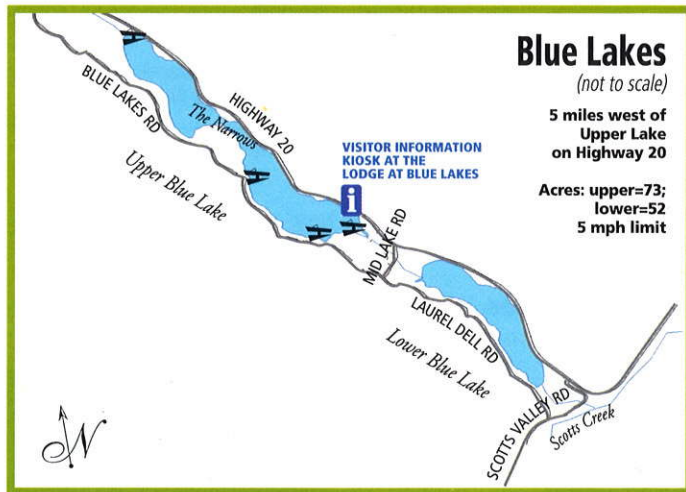 Blue Lakes
(not to scale)
5 miles west of
Upper Lake
on Highway 20
Acres: upper=73;
lower=52
5 mph limit
BLUE LAKES RD
The Narrows
HIGHWAY 20
VISITOR INFORMATION
KIOSK AT THE
LODGE AT BLUE LAKES
i
Upper Blue Lake
MID LAKE RD
LAUREL DELL RD
Lower Blue Lake
SCOTTS VALLEY RD
Scotts Creek
N